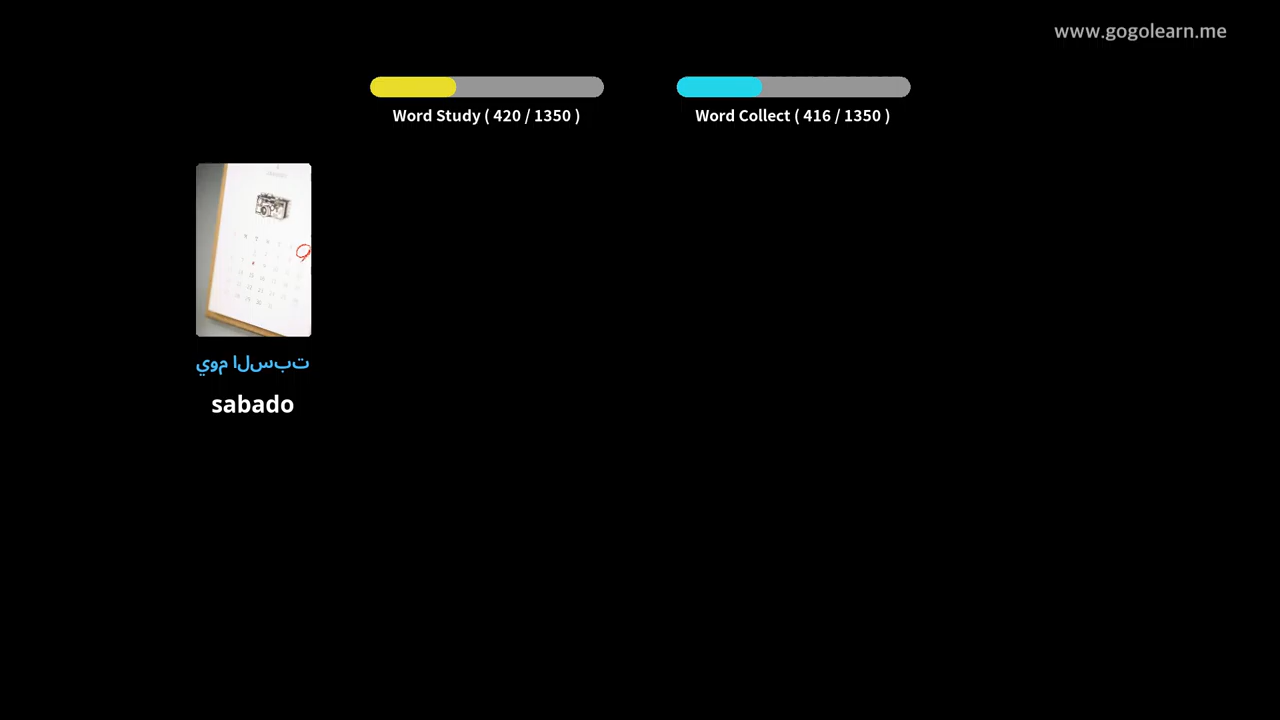 www.gogolearn.me
Word Study ( 420 / 1350 )
Word Collect ( 416 / 1350 )
يوم السبت
sabado